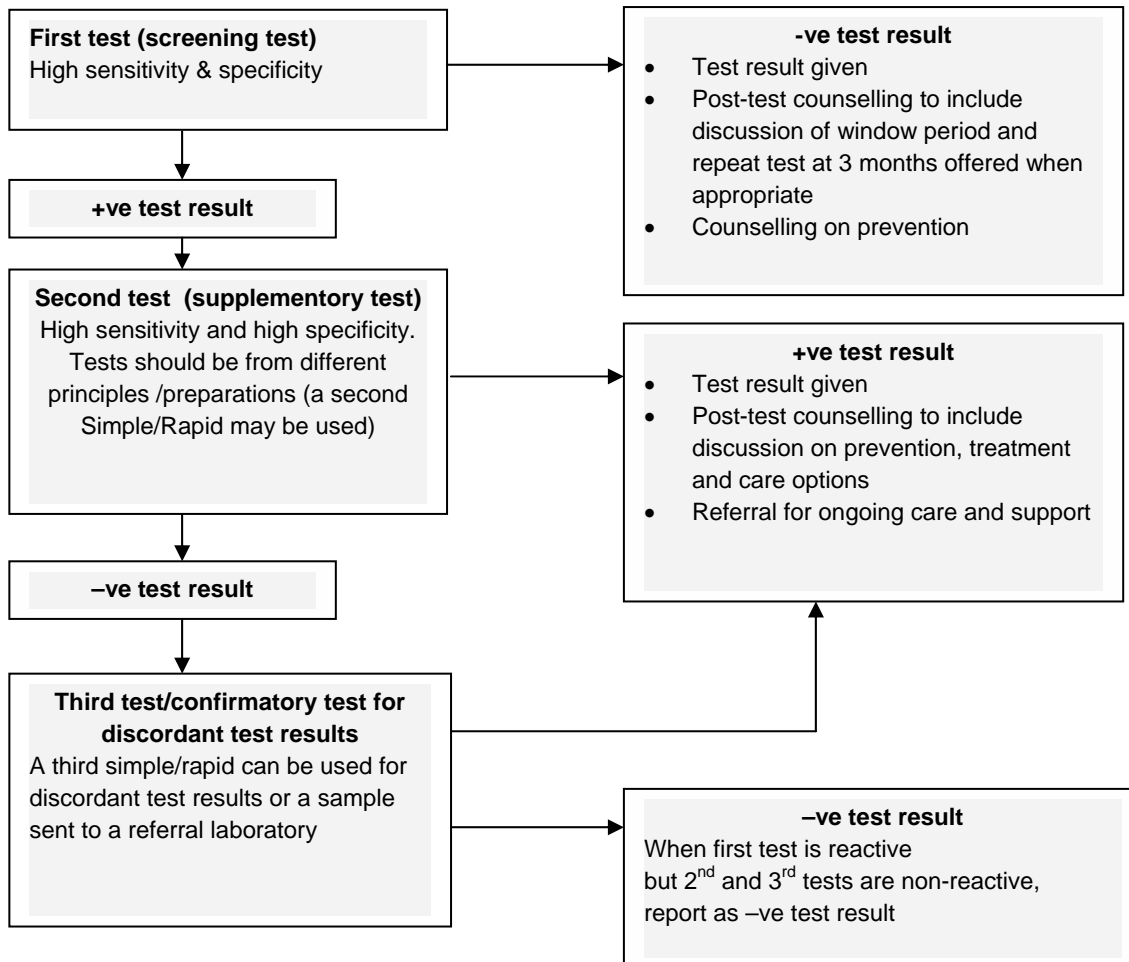 First test (screening test)
High sensitivity & specificity
-ve test result
• Test result given
• Post-test counselling to include
discussion of window period and
repeat test at 3 months offered when
appropriate
• Counselling on prevention
+ve test result
Second test (supplementory test)
High sensitivity and high specificity.
Tests should be from different
principles /preparations (a second
Simple/Rapid may be used)
+ve test result
• Test result given
• Post-test counselling to include
discussion on prevention, treatment
and care options
• Referral for ongoing care and support
–ve test result
Third test/confirmatory test for
discordant test results
A third simple/rapid can be used for
discordant test results or a sample
sent to a referral laboratory
–ve test result
When first test is reactive
but 2nd and 3rd tests are non-reactive,
report as –ve test result